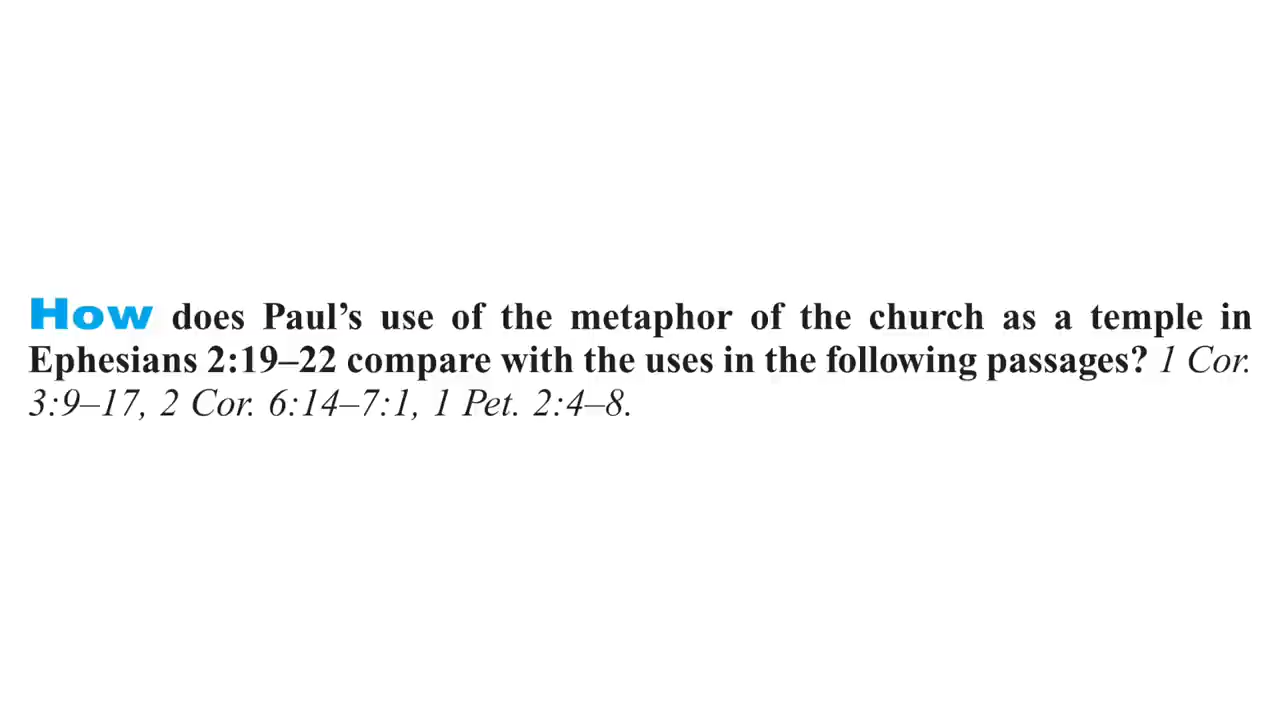 How does Paul’s use of the metaphor of the church as a temple in
Ephesians 2:19–22 compare with the uses in the following passages? 1 Cor.
3:9–17, 2 Cor. 6:14–7:1, 1 Pet. 2:4–8.